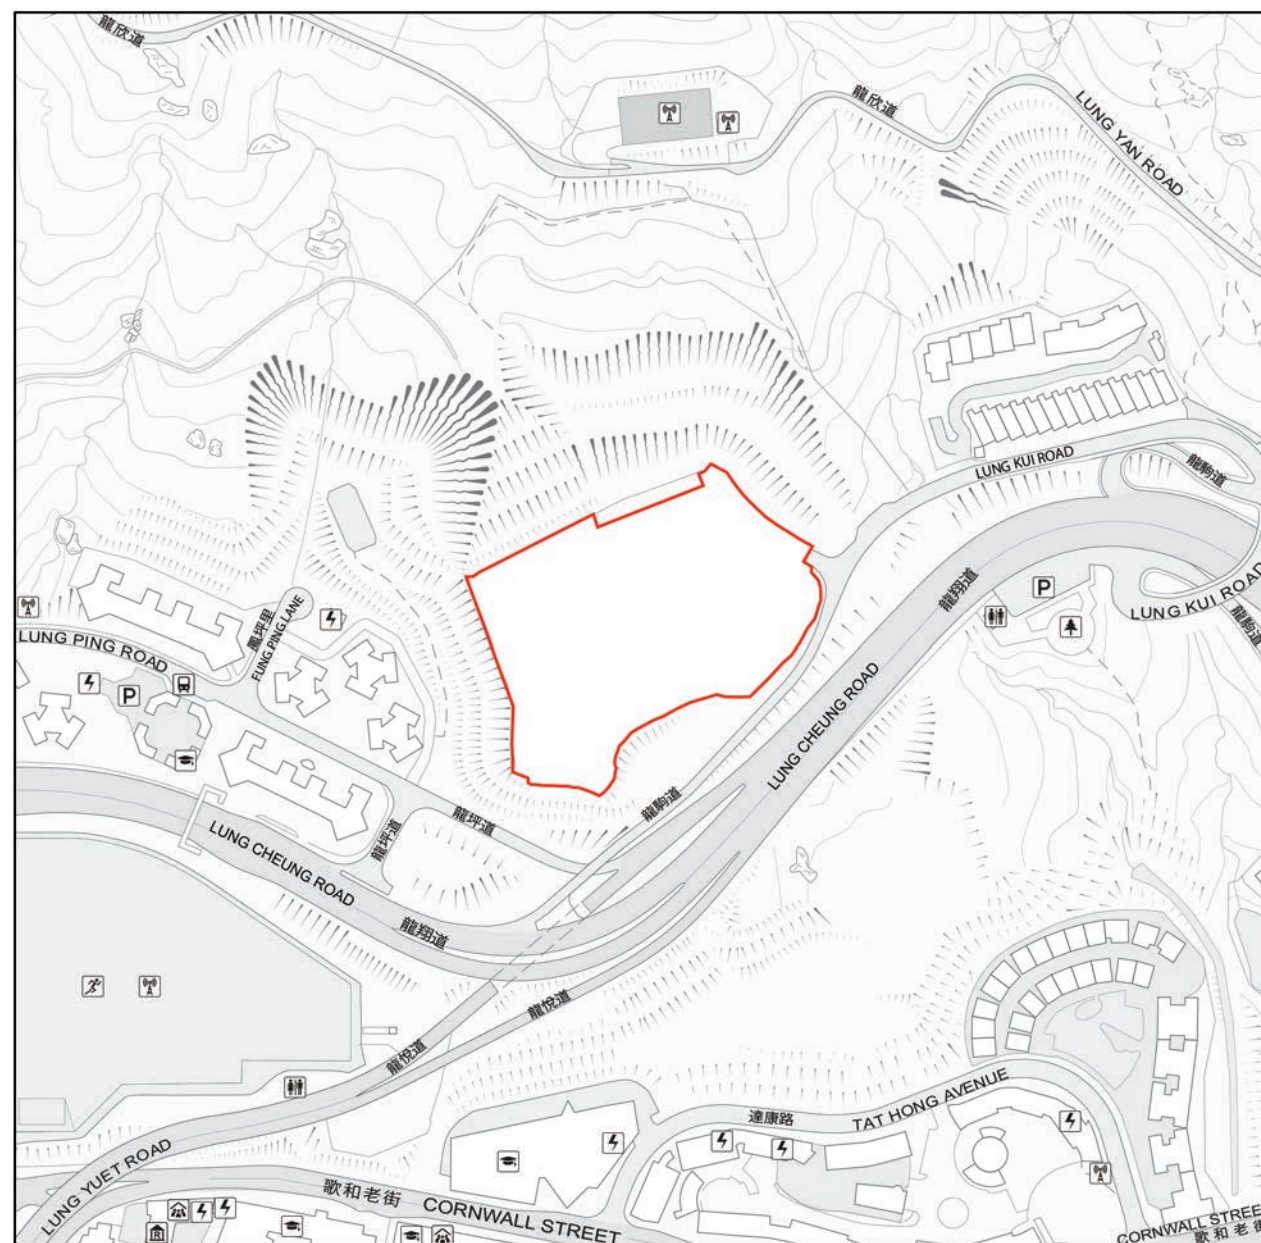 龍欣道
龍欣道
LUNG YAN ROAD
LUNG KUI ROAD
龍駒道
龍翔道
P
LUNG KUI ROAD
龍駒道
鳳坪里
FUNG PING LANE
LUNG PING ROAD
P
LUNG CHEUNG ROAD
龍駒道
龍坪道
龍坪道
LUNG CHEUNG ROAD
龍翔道
龍悅道
龍悅道
達康路
TAT HONG AVENUE
LUNG YUET ROAD
歌和老街
CORNWALL STREET
CORNWALL STREET
歌和老街